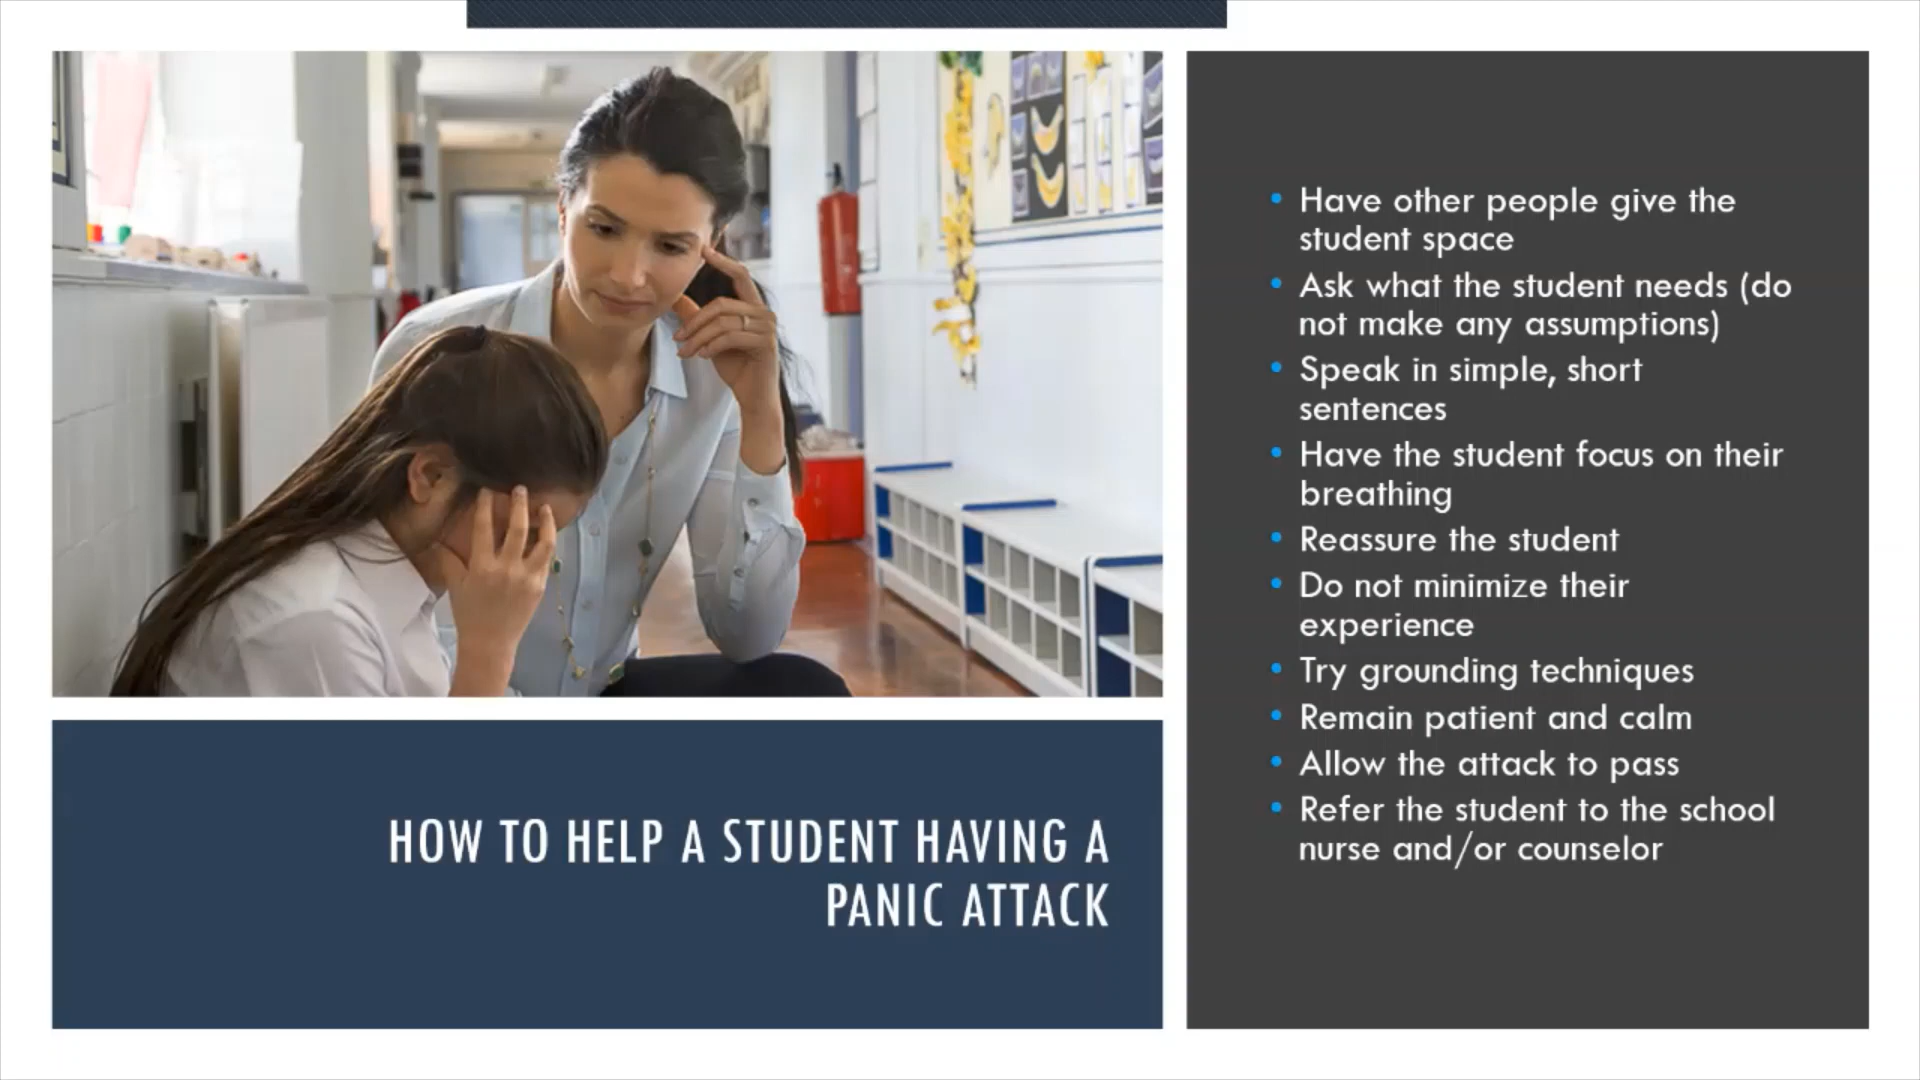 HOW TO HELP A STUDENT HAVING A
PANIC ATTACK
• Have other people give the
student space
• Ask what the student needs (do
not make any assumptions)
• Speak in simple, short
sentences
• Have the student focus on their
breathing
• Reassure the student
• Do not minimize their
experience
• Try grounding techniques
• Remain patient and calm
• Allow the attack to pass
• Refer the student to the school
nurse and/or counselor